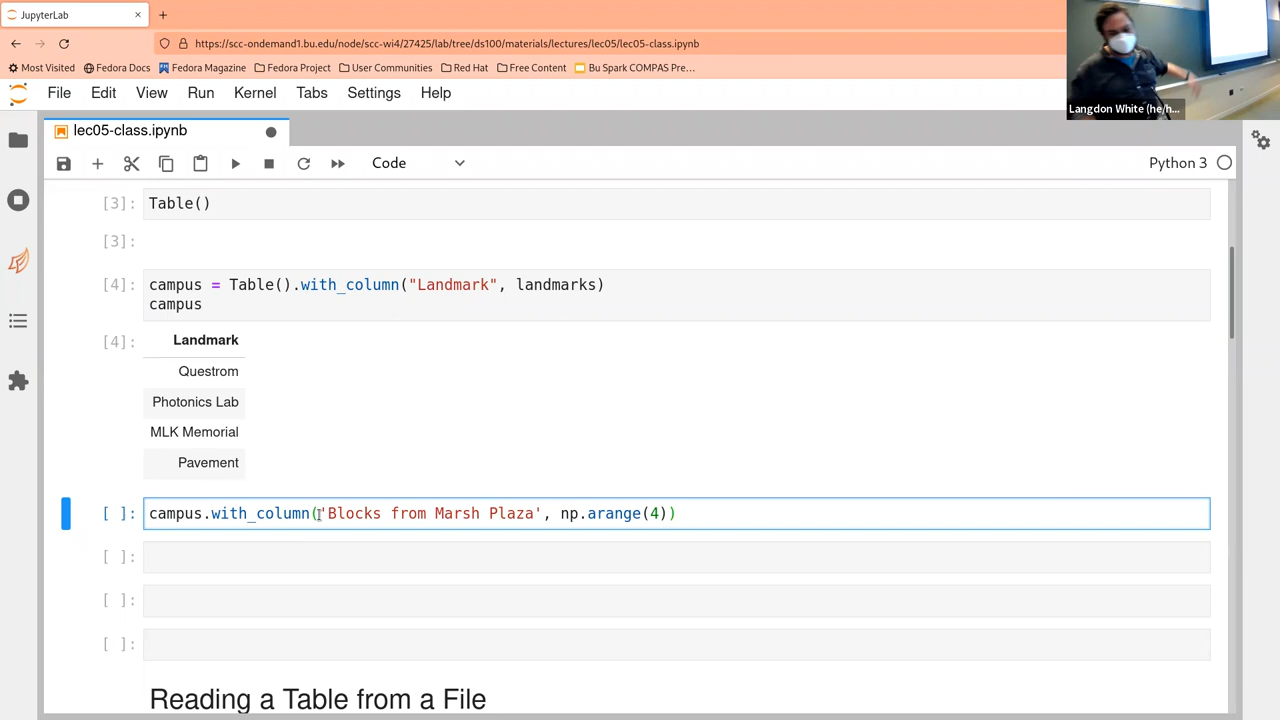 JupyterLab
https://scc-ondemand1.bu.edu/node/scc-wi4/27425/lab/tree/ds100/materials/lectures/lec05/lec05-class.ipynb
Most Visited Fedora Docs Fedora Magazine Fedora Project User Communities Red Hat Free Content Bu Spark COMPAS Pre...
Langdon White (he/h...
File Edit View Run Kernel Tabs Settings Help
lec05-class.ipynb
Code Python 3
[3]: Table()
[3]:
[4]: campus = Table().with_column("Landmark", landmarks)
campus
[4]: Landmark
Questrom
Photonics Lab
MLK Memorial
Pavement
[ ]: campus.with_column('Blocks from Marsh Plaza', np.arange(4))
[ ]:
[ ]:
[ ]:
Reading a Table from a File